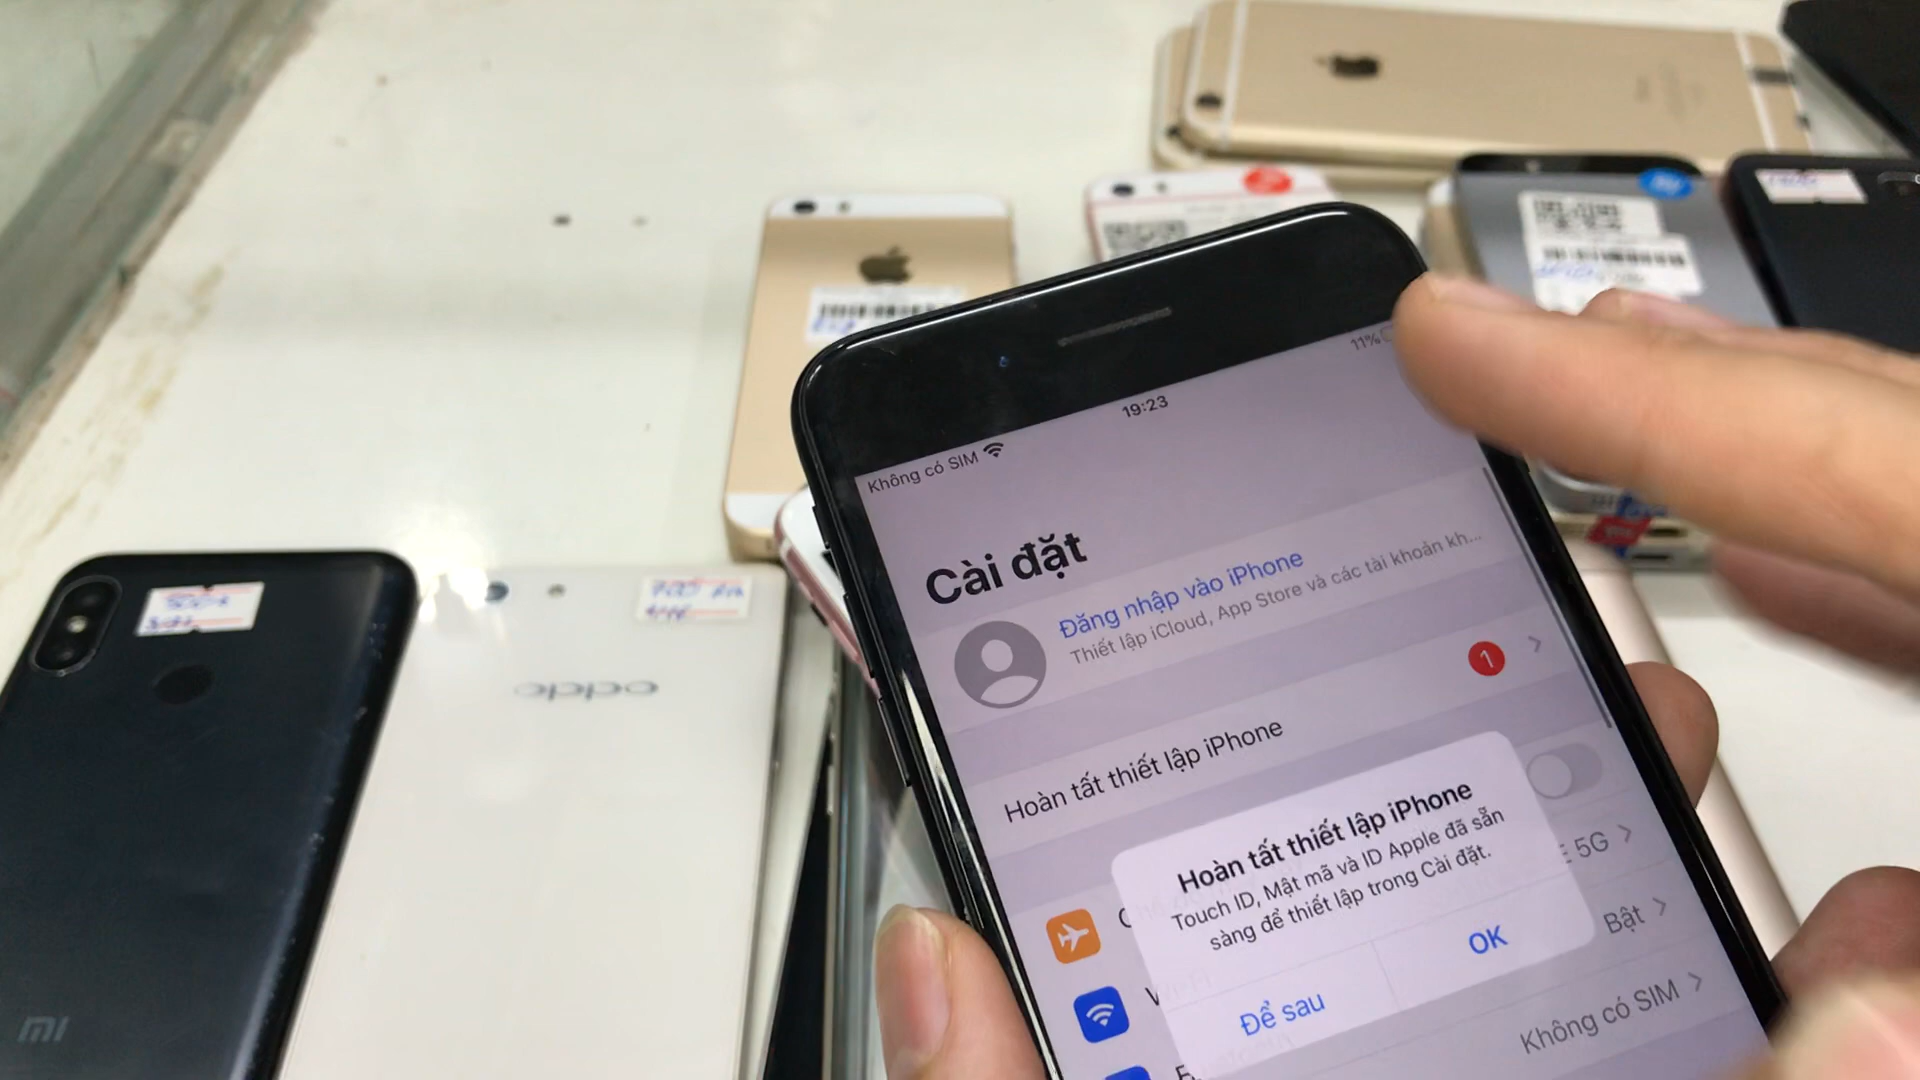 11%
19:23
Không có SIM
Cài đặt
Đăng nhập vào iPhone
Thiết lập iCloud, App Store và các tài khoản kh...
1
Hoàn tất thiết lập iPhone
Hoàn tất thiết lập iPhone
Touch ID, Mật mã và ID Apple đã sẵn
sàng để thiết lập trong Cài đặt.
5G
Bật
OK
Để sau
Không có SIM
oppo
MI